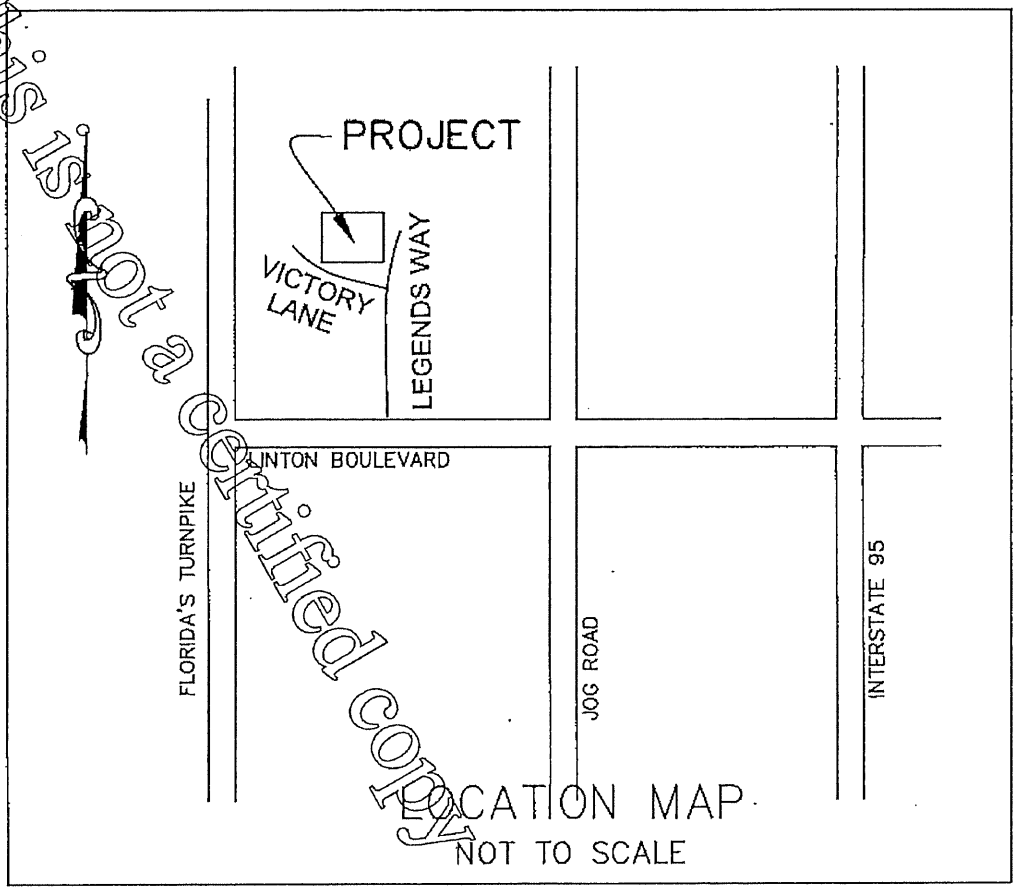 This is not a certified copy
PROJECT
VICTORY
LANE
LEGENDS WAY
LINTON BOULEVARD
FLORIDA'S TURNPIKE
JOG ROAD
INTERSTATE 95
LOCATION MAP
NOT TO SCALE